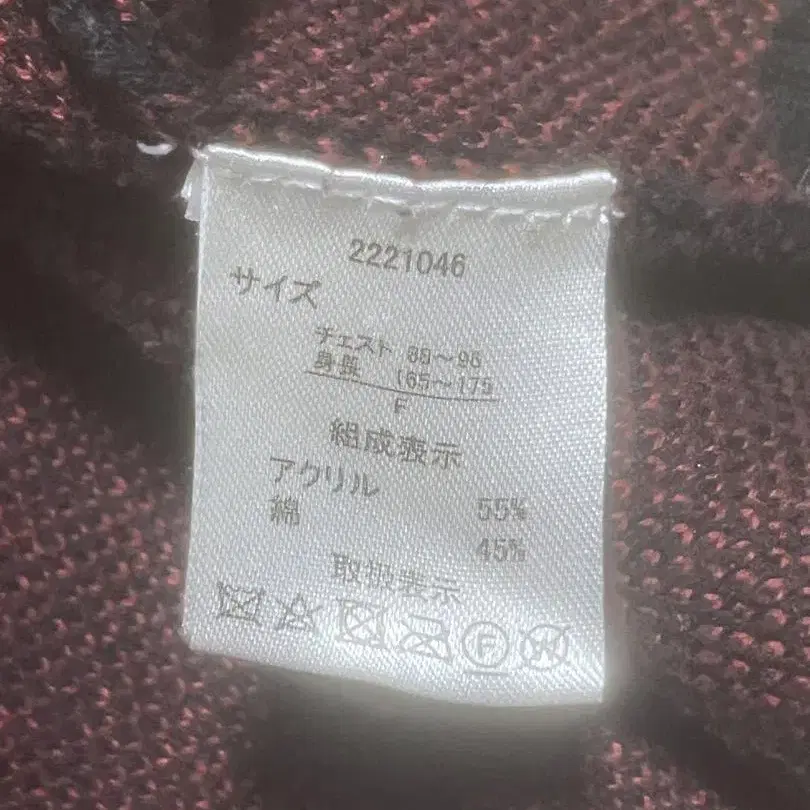 2221046
サイズ
チェスト 88～96
身長 165～175
F
組成表示
アクリル 55%
綿 45%
取扱表示
F W